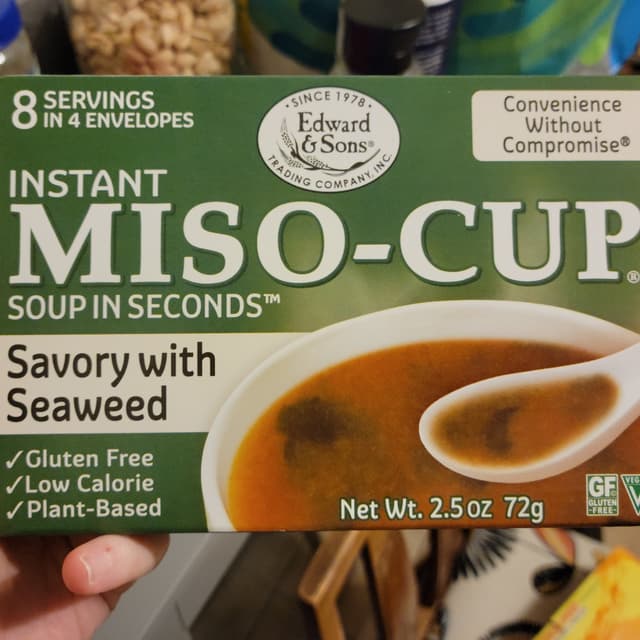 8 SERVINGS
IN 4 ENVELOPES
· SINCE 1978 ·
Edward
& Sons®
TRADING COMPANY, INC.
Convenience
Without
Compromise®
INSTANT
MISO-CUP®
SOUP IN SECONDS™
Savory with
Seaweed
✓Gluten Free
✓Low Calorie
✓Plant-Based
Net Wt. 2.5 oz 72g
GF
GLUTEN
-FREE-